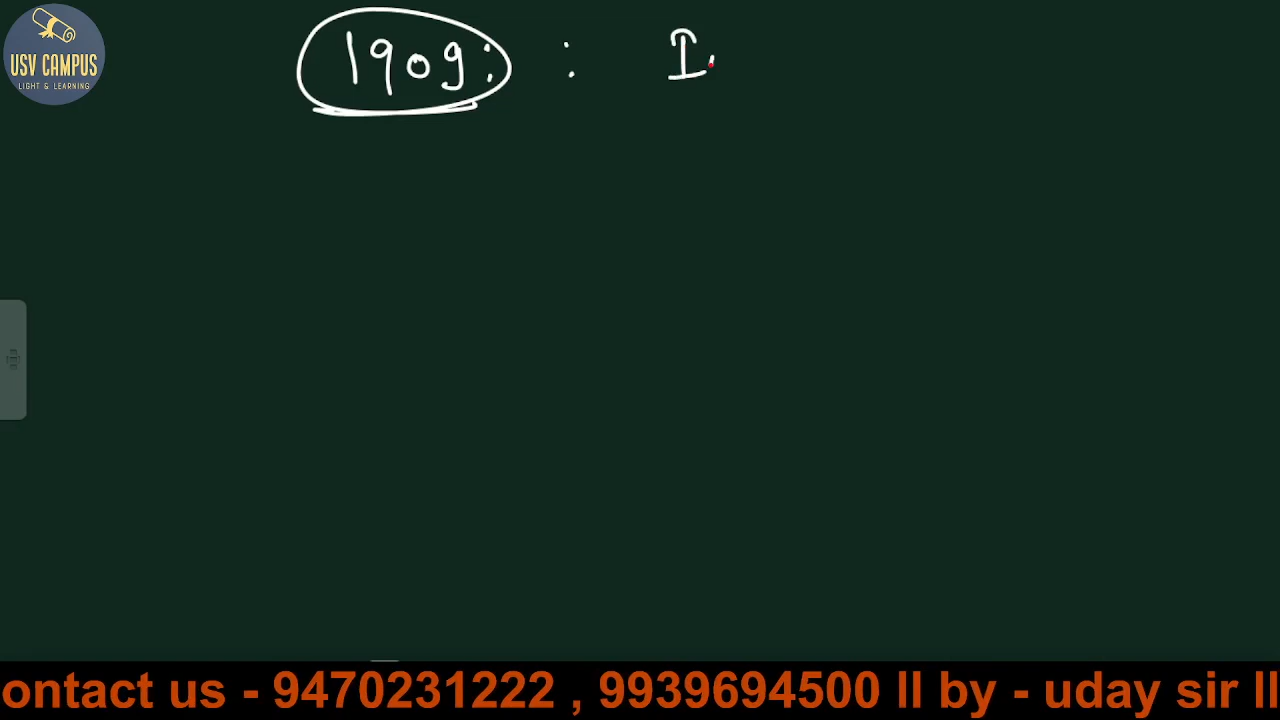 USV CAMPUS
LIGHT & LEARNING
1909: : I
ontact us - 9470231222 , 9939694500 ll by - uday sir ll